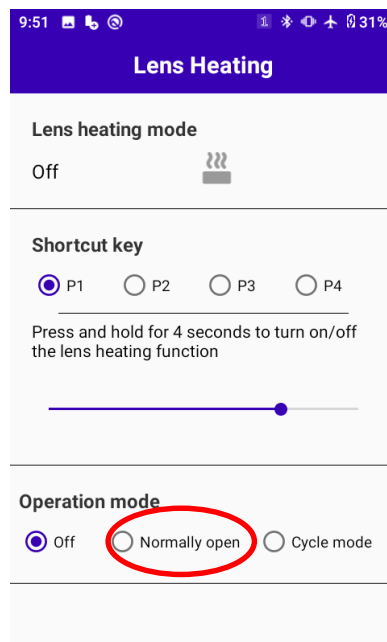 9:51 1 31%
Lens Heating
Lens heating mode
Off
Shortcut key
P1 P2 P3 P4
Press and hold for 4 seconds to turn on/off
the lens heating function
Operation mode
Off Normally open Cycle mode